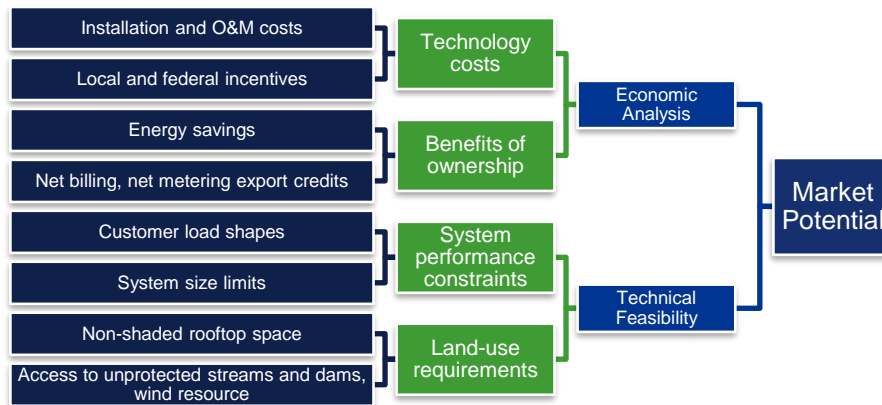 Installation and O&M costs
Technology
costs
Local and federal incentives
Economic
Analysis
Energy savings
Benefits of
ownership
Net billing, net metering export credits
Market
Potential
Customer load shapes
System
performance
constraints
System size limits
Technical
Feasibility
Non-shaded rooftop space
Land-use
requirements
Access to unprotected streams and dams,
wind resource